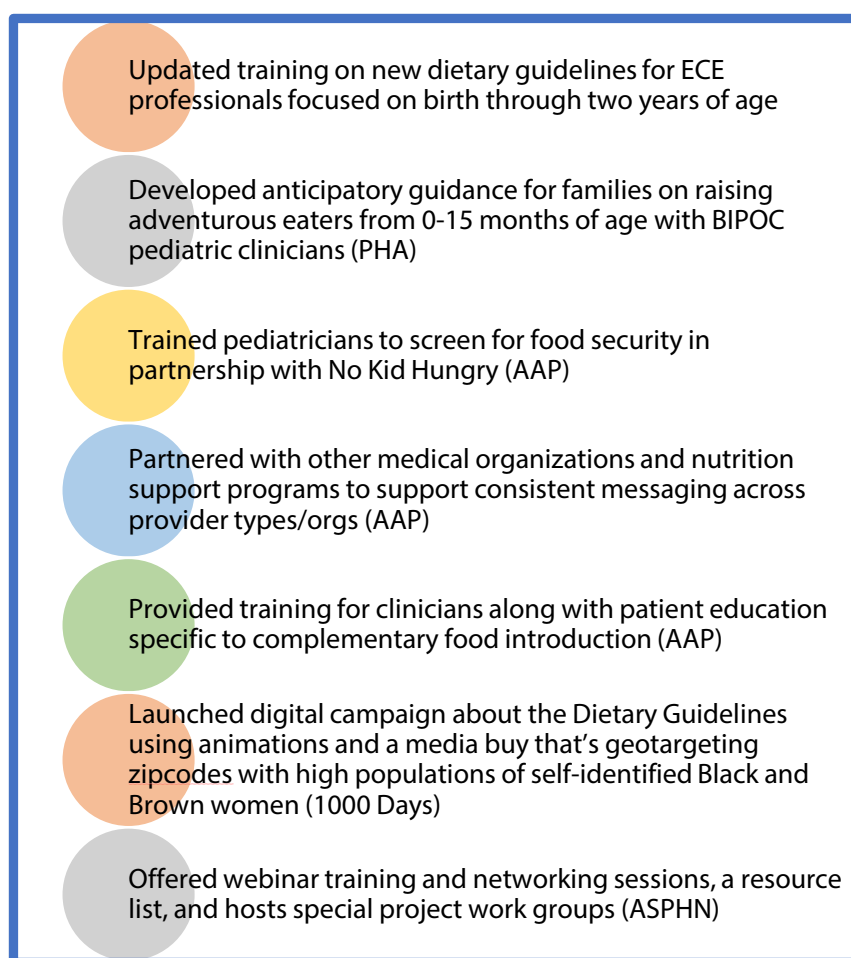 Updated training on new dietary guidelines for ECE
professionals focused on birth through two years of age
Developed anticipatory guidance for families on raising
adventurous eaters from 0-15 months of age with BIPOC
pediatric clinicians (PHA)
Trained pediatricians to screen for food security in
partnership with No Kid Hungry (AAP)
Partnered with other medical organizations and nutrition
support programs to support consistent messaging across
provider types/orgs (AAP)
Provided training for clinicians along with patient education
specific to complementary food introduction (AAP)
Launched digital campaign about the Dietary Guidelines
using animations and a media buy that's geotargeting
zipcodes with high populations of self-identified Black and
Brown women (1000 Days)
Offered webinar training and networking sessions, a resource
list, and hosts special project work groups (ASPHN)